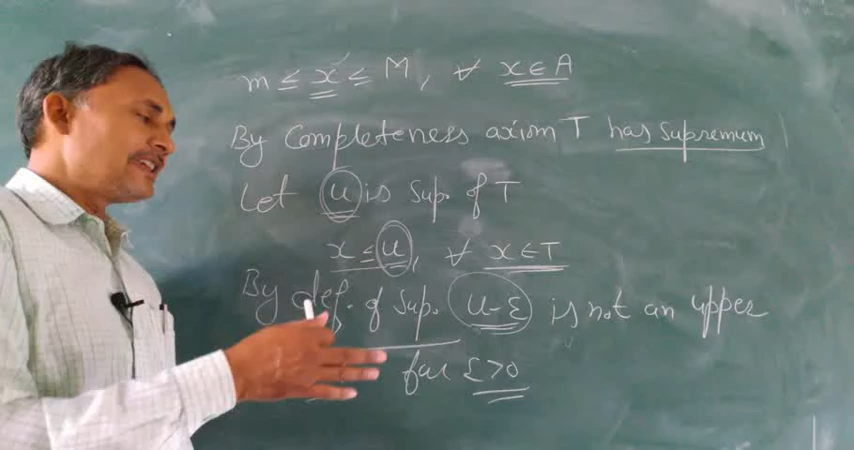 m ≤ x ≤ M, ∀ x ∈ A
By Completeness axiom T has Supremum
Let u is Sup. of T
x ≤ u, ∀ x ∈ T
By def. of Sup. u-ε is not an upper
for ε > 0